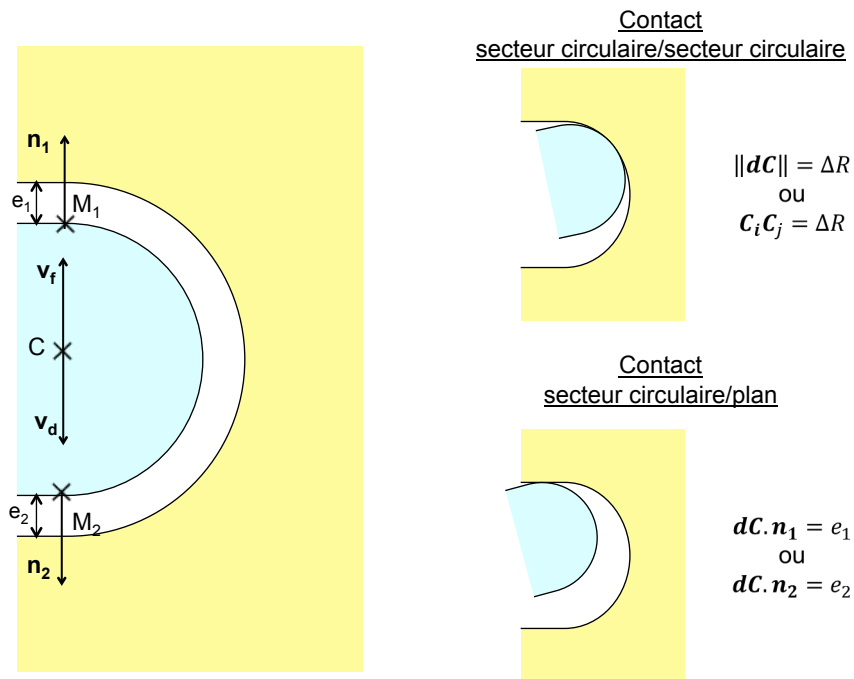 n1
e1
M1
vf
C
vd
e2
M2
n2
Contact
secteur circulaire/secteur circulaire
‖dC‖ = ΔR
ou
CiCj = ΔR
Contact
secteur circulaire/plan
dC.n1 = e1
ou
dC.n2 = e2